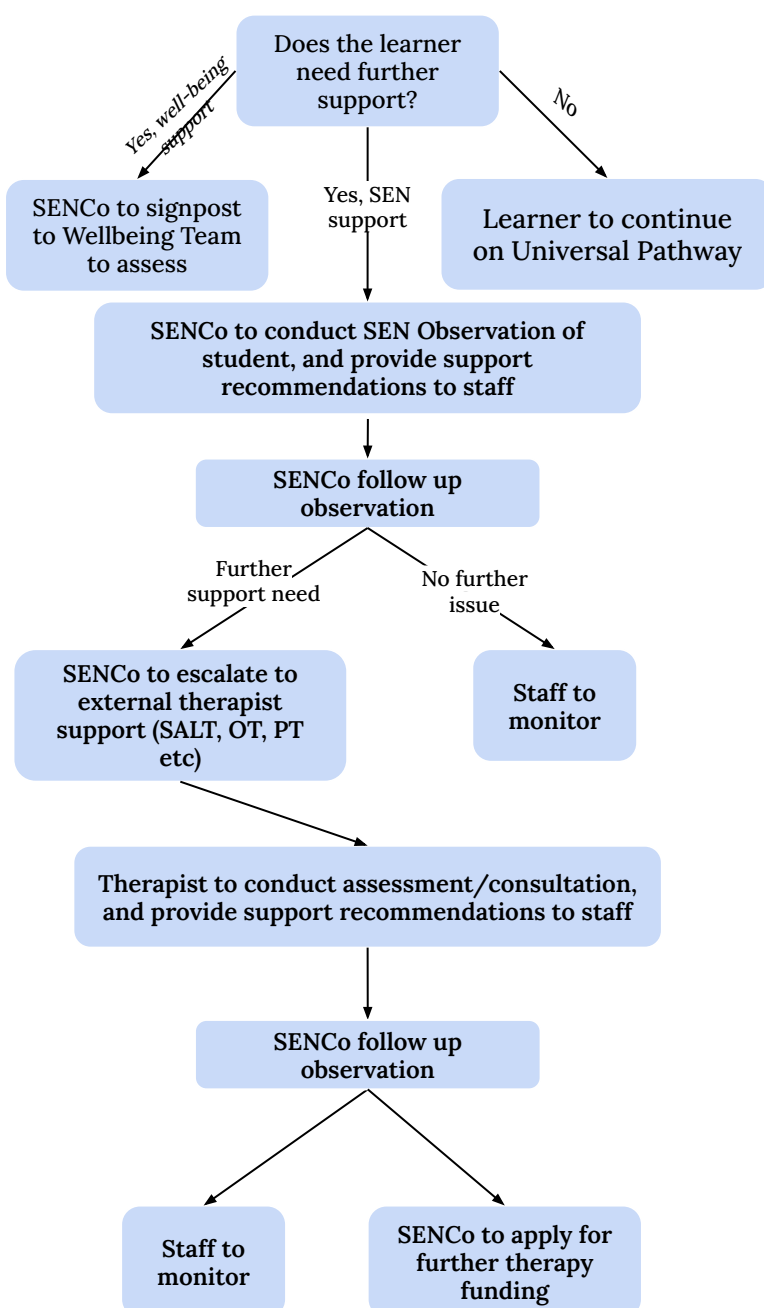 Does the learner
need further
support?
Yes, well-being
support
No
Yes, SEN
support
SENCo to signpost
to Wellbeing Team
to assess
Learner to continue
on Universal Pathway
SENCo to conduct SEN Observation of
student, and provide support
recommendations to staff
SENCo follow up
observation
Further
support need
No further
issue
SENCo to escalate to
external therapist
support (SALT, OT, PT
etc)
Staff to
monitor
Therapist to conduct assessment/consultation,
and provide support recommendations to staff
SENCo follow up
observation
Staff to
monitor
SENCo to apply for
further therapy
funding